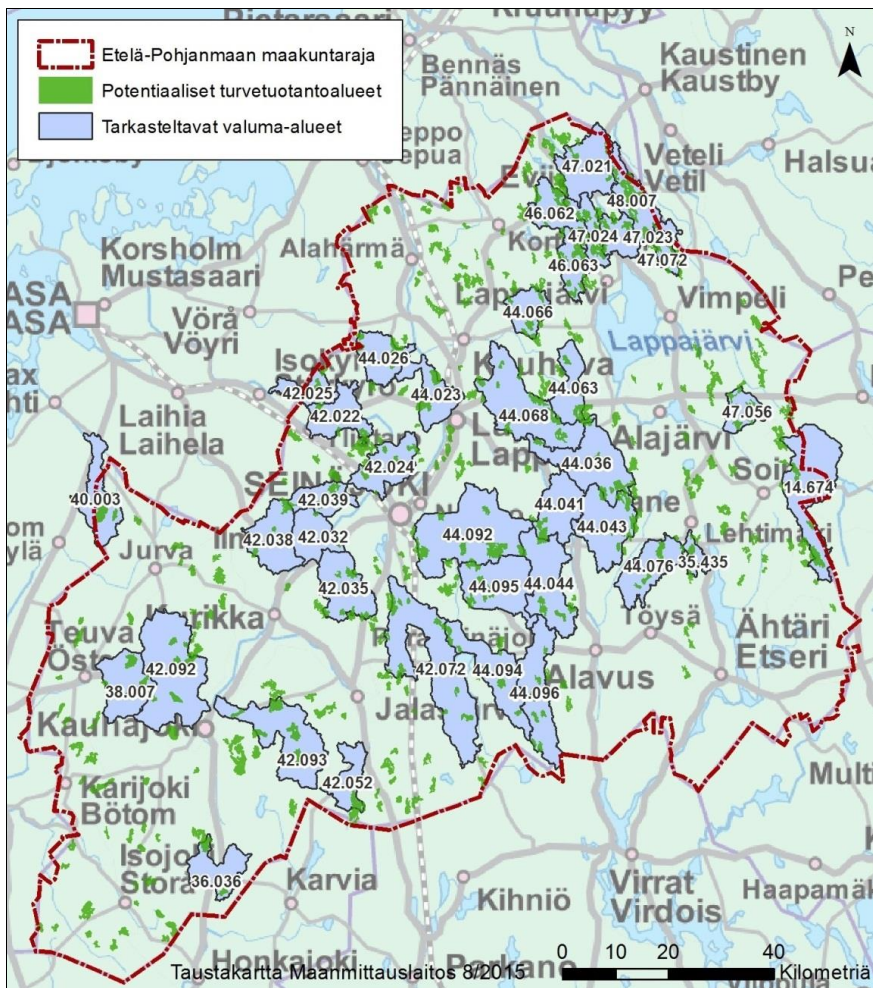 Etelä-Pohjanmaan maakuntaraja
Potentiaaliset turvetuotantoalueet
Tarkasteltavat valuma-alueet
N
Bennäs
Pännäinen
Kaustinen
Kaustby
Veteli
Vetil
Halsua
47.021
46.062
48.007
47.024
47.023
46.063
47.072
Alahärmä
Korsholm
Mustasaari
Vörå
Vöyri
Lappajärvi
Vimpeli
Lappajärvi
44.066
44.026
44.023
42.025
42.022
44.063
44.068
47.056
Laihia
Laihela
Alajärvi
42.024
44.036
14.674
40.003
42.039
42.038
42.032
44.041
44.043
44.092
Lehtimäki
Jurva
42.035
44.095
44.044
44.076
35.435
Töysä
Ähtäri
Etseri
Teuva
42.092
38.007
42.072
44.094
44.096
Alavus
42.093
42.052
Karijoki
Bötom
36.036
Karvia
Kihniö
Virrat
Virdois
Honkajoki
Parkano
0 10 20 40
Kilometriä
Taustakartta Maanmittauslaitos 8/2015